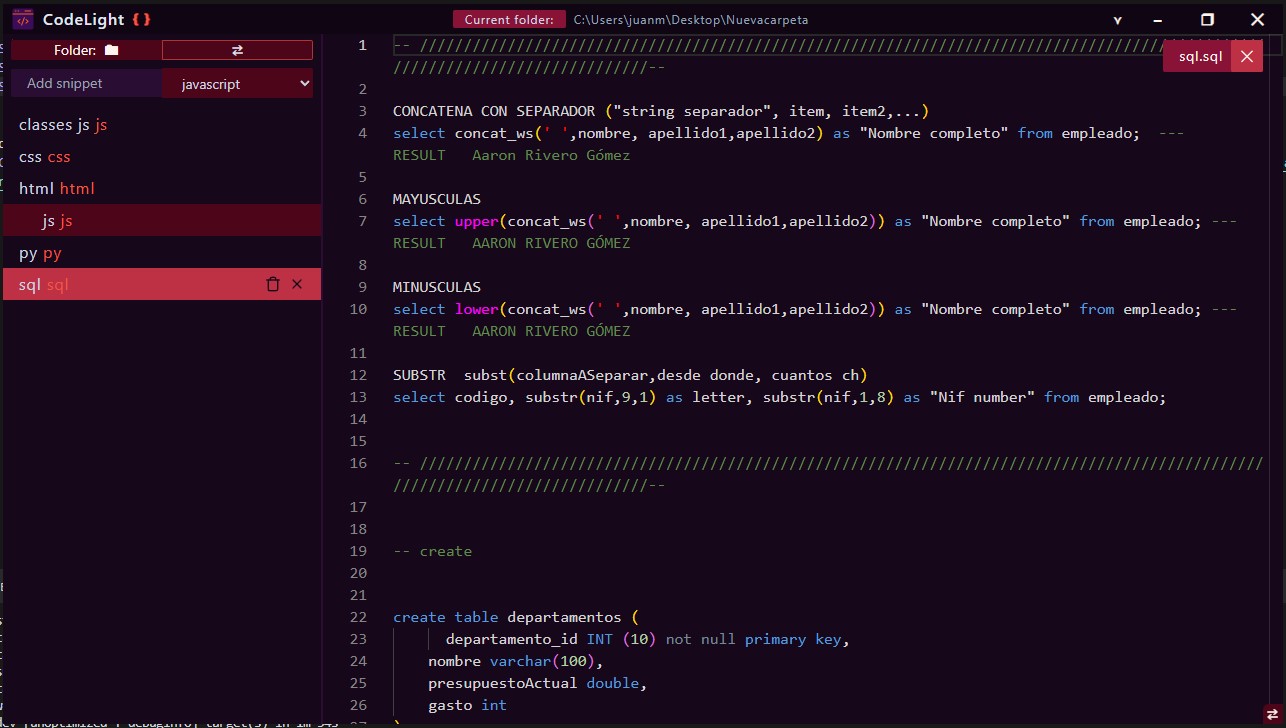 CodeLight { }
Current folder: C:\Users\juanm\Desktop\Nuevacarpeta
Folder:
Add snippet javascript
classes js js
css css
html html
js js
py py
sql sql
sql.sql
1 -- ////////////////////////////////////////////////////////////////////////////////////////////////
/////////////////////////////--
2
3 CONCATENA CON SEPARADOR ("string separador", item, item2,...)
4 select concat_ws(' ',nombre, apellido1,apellido2) as "Nombre completo" from empleado;  ---
RESULT   Aaron Rivero Gómez
5
6 MAYUSCULAS
7 select upper(concat_ws(' ',nombre, apellido1,apellido2)) as "Nombre completo" from empleado; ---
RESULT   AARON RIVERO GÓMEZ
8
9 MINUSCULAS
10 select lower(concat_ws(' ',nombre, apellido1,apellido2)) as "Nombre completo" from empleado; ---
RESULT   AARON RIVERO GÓMEZ
11
12 SUBSTR  subst(columnaASeparar,desde donde, cuantos ch)
13 select codigo, substr(nif,9,1) as letter, substr(nif,1,8) as "Nif number" from empleado;
14
15
16 -- ////////////////////////////////////////////////////////////////////////////////////////////////
/////////////////////////////--
17
18
19 -- create
20
21
22 create table departamentos (
23 departamento_id INT (10) not null primary key,
24 nombre varchar(100),
25 presupuestoActual double,
26 gasto int